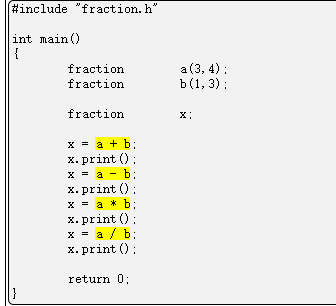 #include "fraction.h"
int main()
{
fraction a(3,4);
fraction b(1,3);
fraction x;
x = a + b;
x.print();
x = a - b;
x.print();
x = a * b;
x.print();
x = a / b;
x.print();
return 0;
}